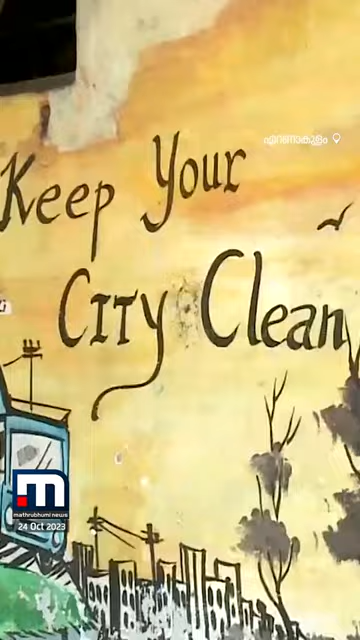 എറണാകുളം
Keep Your
City Clean
m
mathrubhumi news
24 Oct 2023